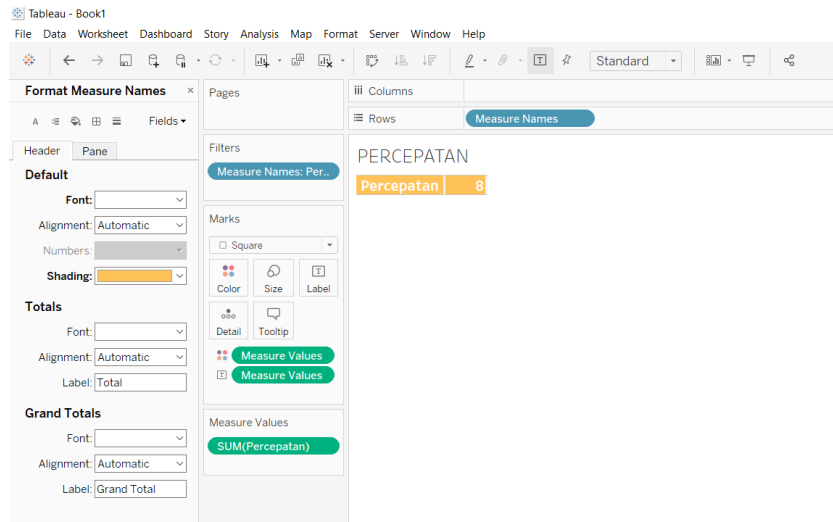 Tableau - Book1
File Data Worksheet Dashboard Story Analysis Map Format Server Window Help
Standard
Format Measure Names ×
Fields
Header Pane
Default
Font:
Alignment: Automatic
Numbers:
Shading:
Totals
Font:
Alignment: Automatic
Label: Total
Grand Totals
Font:
Alignment: Automatic
Label: Grand Total
Pages
Filters
Measure Names: Per..
Marks
Square
Color Size Label
Detail Tooltip
Measure Values
Measure Values
Measure Values
SUM(Percepatan)
Columns
Rows Measure Names
PERCEPATAN
Percepatan 8